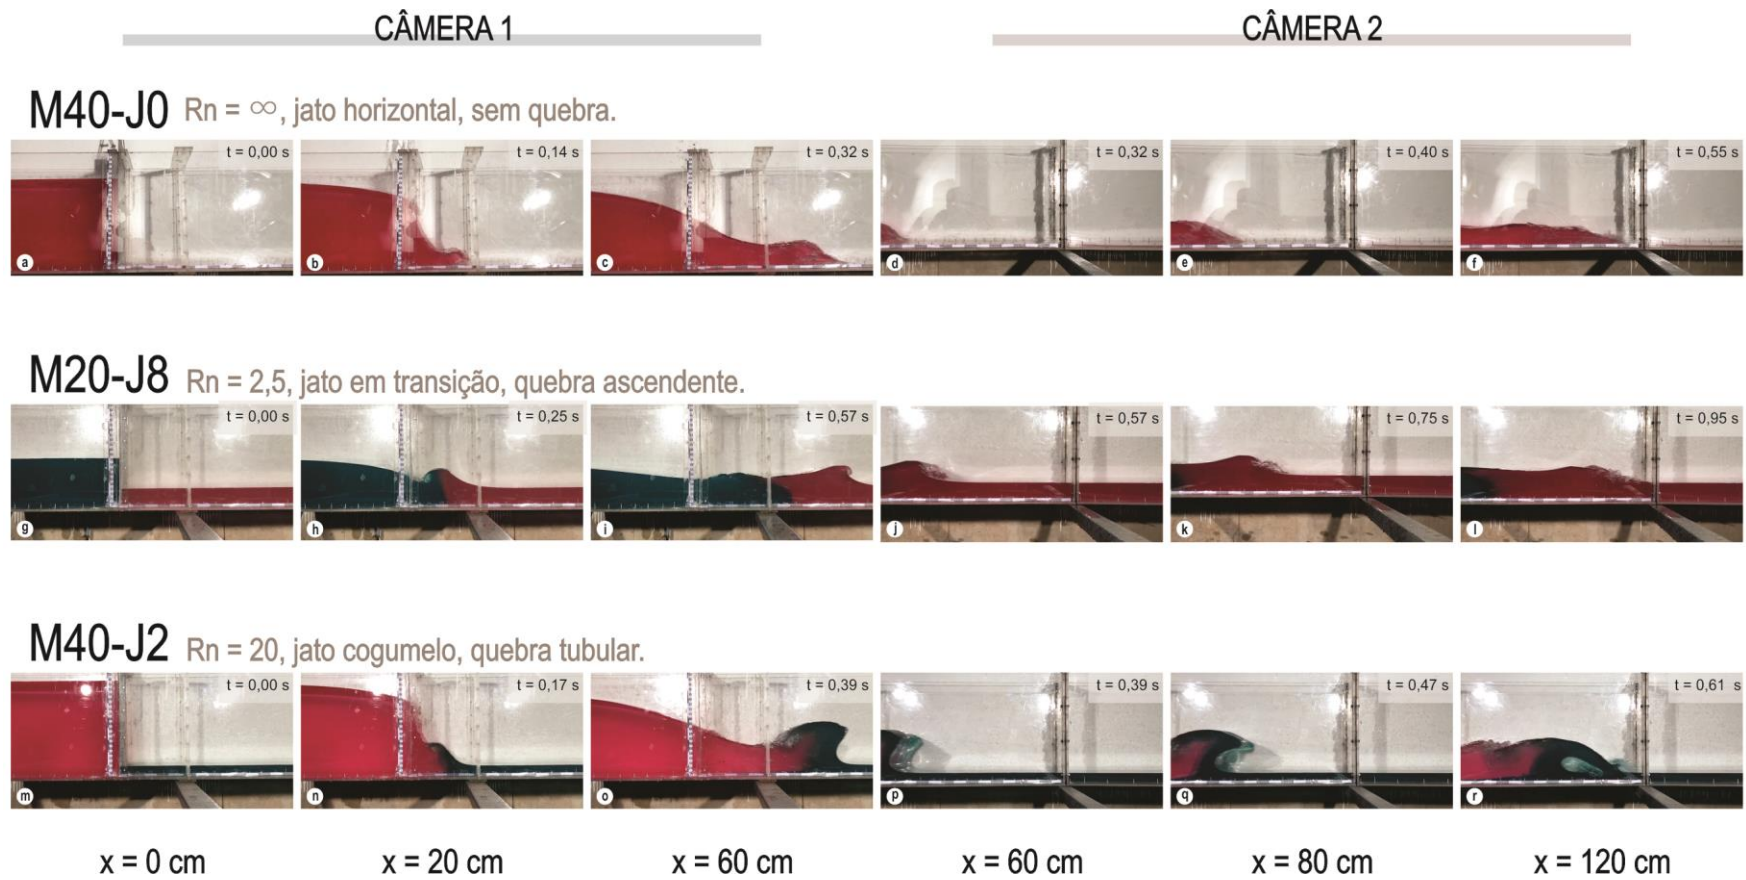 CÂMERA 1
CÂMERA 2
M40-J0 Rn = ∞, jato horizontal, sem quebra.
t = 0,00 s
t = 0,14 s
t = 0,32 s
t = 0,32 s
t = 0,40 s
t = 0,55 s
a
b
c
d
e
f
M20-J8 Rn = 2,5, jato em transição, quebra ascendente.
t = 0,00 s
t = 0,25 s
t = 0,57 s
t = 0,57 s
t = 0,75 s
t = 0,95 s
g
h
i
j
k
l
M40-J2 Rn = 20, jato cogumelo, quebra tubular.
t = 0,00 s
t = 0,17 s
t = 0,39 s
t = 0,39 s
t = 0,47 s
t = 0,61 s
m
n
o
p
q
r
x = 0 cm
x = 20 cm
x = 60 cm
x = 60 cm
x = 80 cm
x = 120 cm